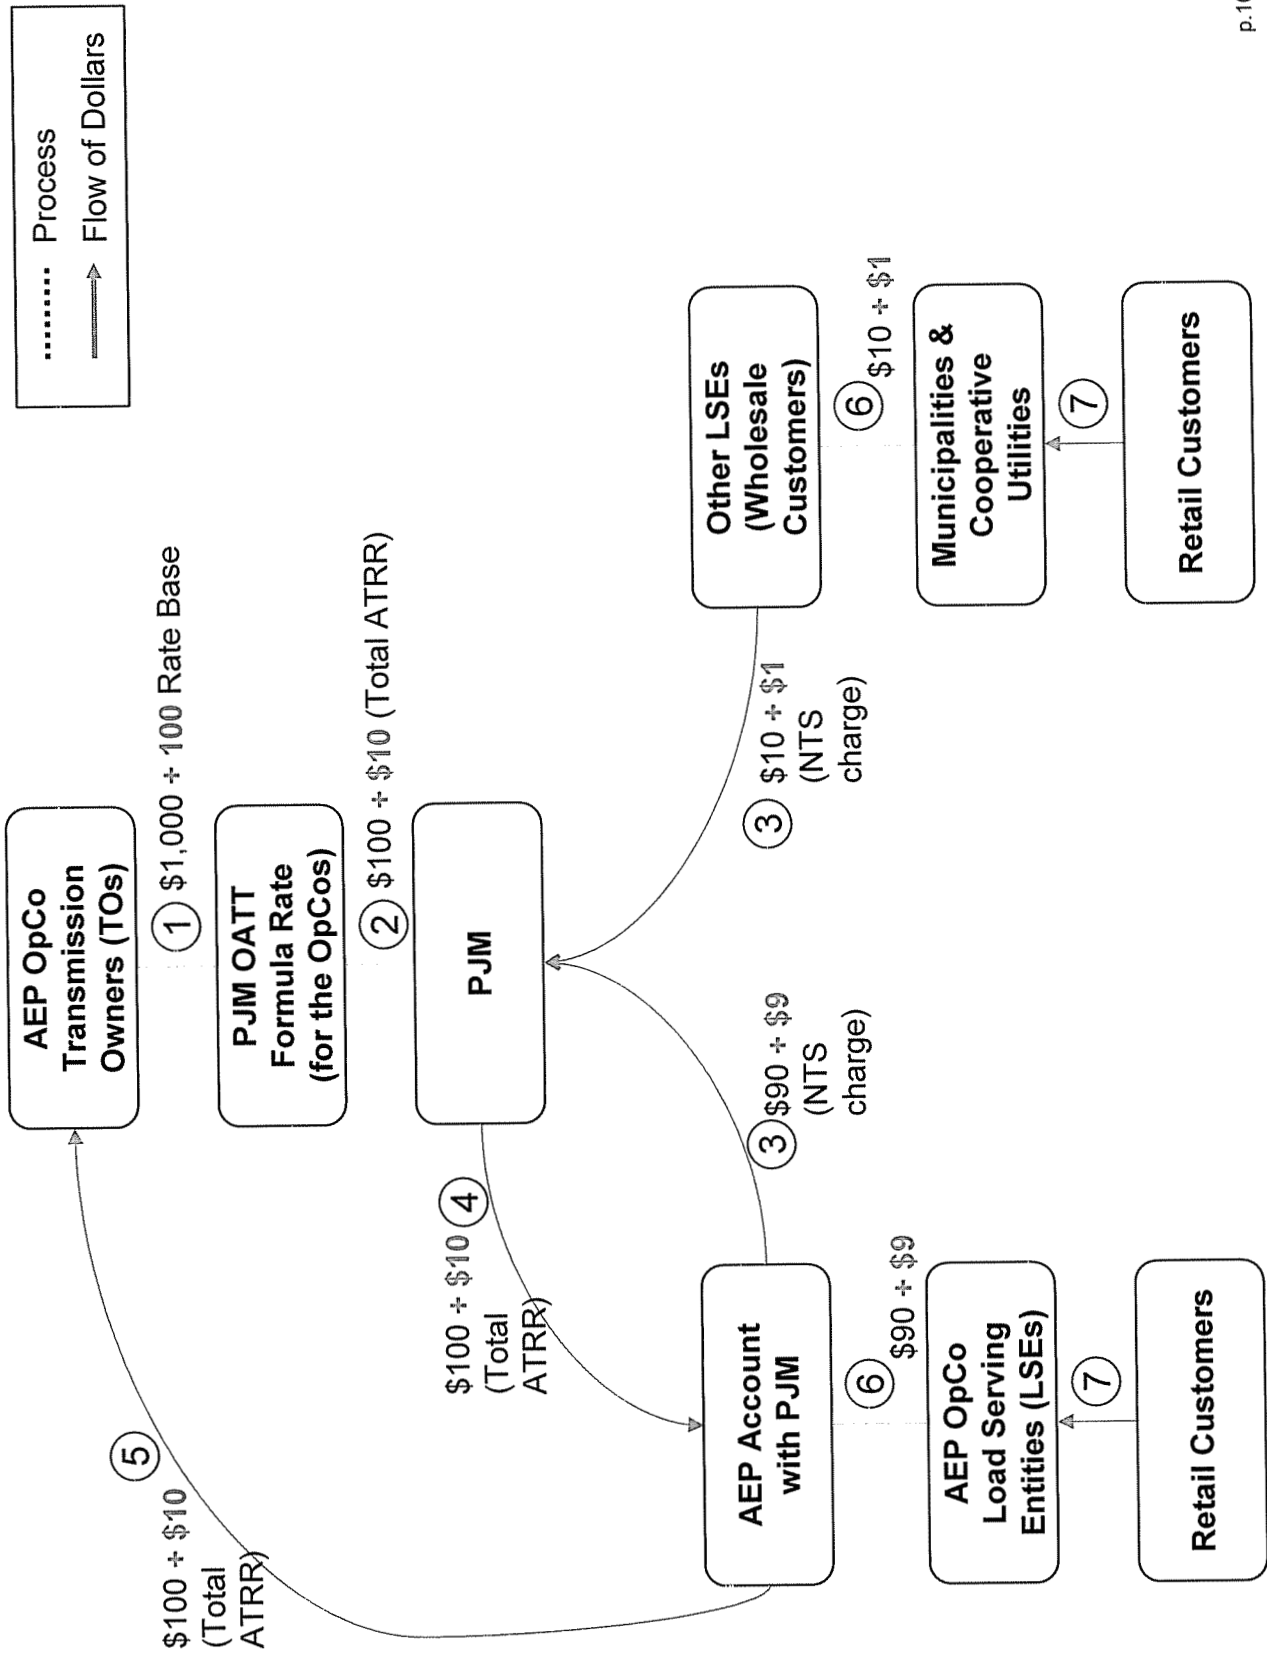 Process
Flow of Dollars
AEP OpCo
Transmission
Owners (TOs)
1 $1,000 + 100 Rate Base
PJM OATT
Formula Rate
(for the OpCos)
2 $100 + $10 (Total ATRR)
PJM
5
$100 + $10
(Total
ATRR)
$100 + $10 4
(Total
ATRR)
3 $90 + $9
(NTS
charge)
3 $10 + $1
(NTS
charge)
AEP Account
with PJM
Other LSEs
(Wholesale
Customers)
6 $90 + $9
6 $10 + $1
AEP OpCo
Load Serving
Entities (LSEs)
Municipalities &
Cooperative
Utilities
7
7
Retail Customers
Retail Customers